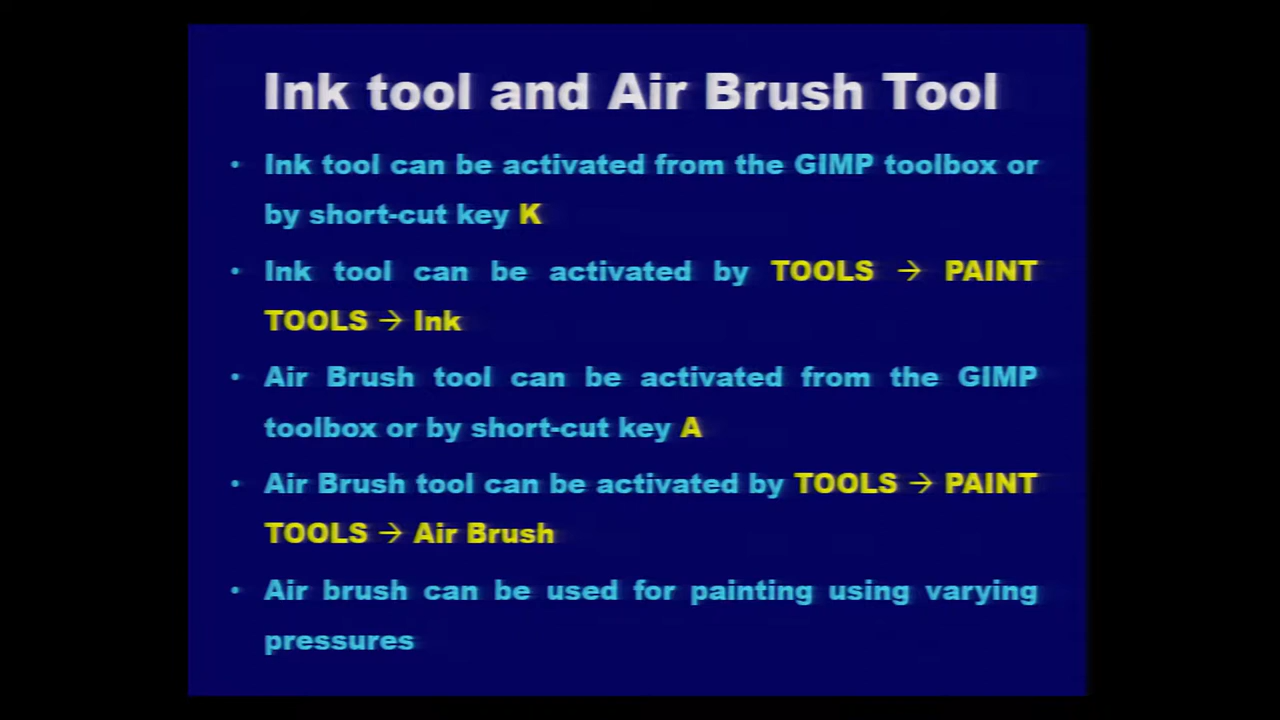 Ink tool and Air Brush Tool
• Ink tool can be activated from the GIMP toolbox or
by short-cut key K
• Ink tool can be activated by TOOLS → PAINT
TOOLS → Ink
• Air Brush tool can be activated from the GIMP
toolbox or by short-cut key A
• Air Brush tool can be activated by TOOLS → PAINT
TOOLS → Air Brush
• Air brush can be used for painting using varying
pressures